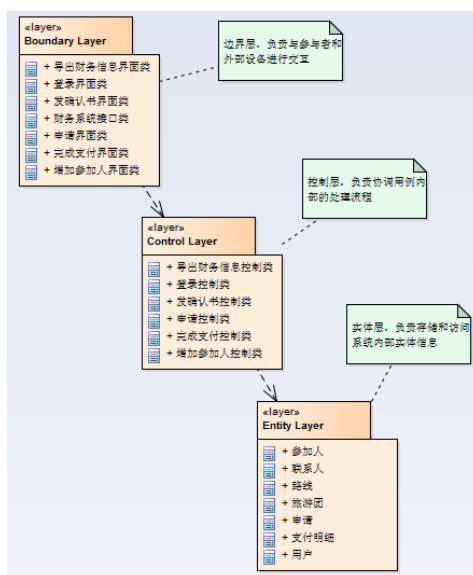 «layer»
Boundary Layer
+ 导出财务信息界面类
+ 登录界面类
+ 发确认书界面类
+ 财务系统接口类
+ 申请界面类
+ 完成支付界面类
+ 增加参加人界面类
边界层，负责与参与者和
外部设备进行交互
«layer»
Control Layer
+ 导出财务信息控制类
+ 登录控制类
+ 发确认书控制类
+ 申请控制类
+ 完成支付控制类
+ 增加参加人控制类
控制层，负责协调用例内
部的处理流程
«layer»
Entity Layer
+ 参加人
+ 联系人
+ 路线
+ 旅游团
+ 申请
+ 支付明细
+ 用户
实体层，负责存储和访问
系统内部实体信息